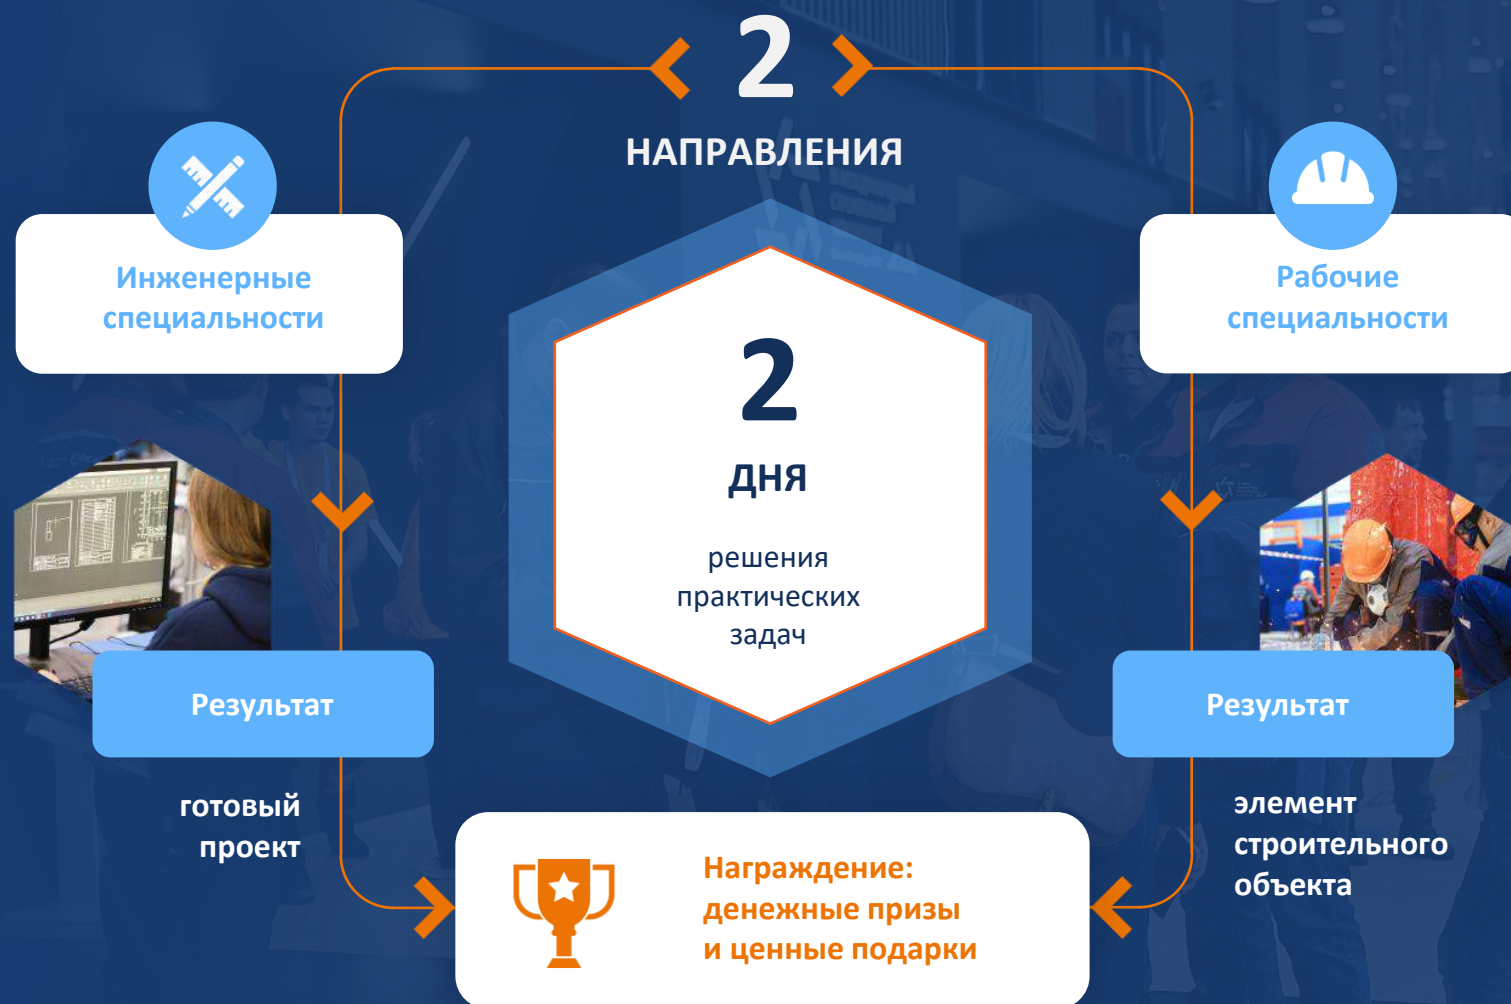 2
НАПРАВЛЕНИЯ
Инженерные
специальности
Рабочие
специальности
2
ДНЯ
решения
практических
задач
Результат
готовый
проект
Результат
элемент
строительного
объекта
Награждение:
денежные призы
и ценные подарки